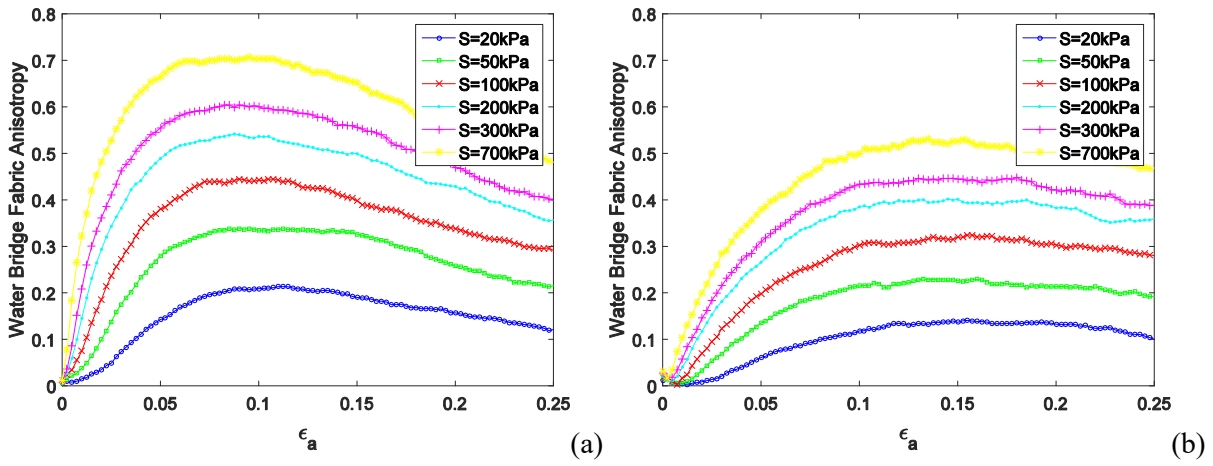 0.8
0.7
0.6
0.5
0.4
0.3
0.2
0.1
0
Water Bridge Fabric Anisotropy
S=20kPa
S=50kPa
S=100kPa
S=200kPa
S=300kPa
S=700kPa
0 0.05 0.1 0.15 0.2 0.25
ϵa
(a)
0.8
0.7
0.6
0.5
0.4
0.3
0.2
0.1
0
Water Bridge Fabric Anisotropy
S=20kPa
S=50kPa
S=100kPa
S=200kPa
S=300kPa
S=700kPa
0 0.05 0.1 0.15 0.2 0.25
ϵa
(b)